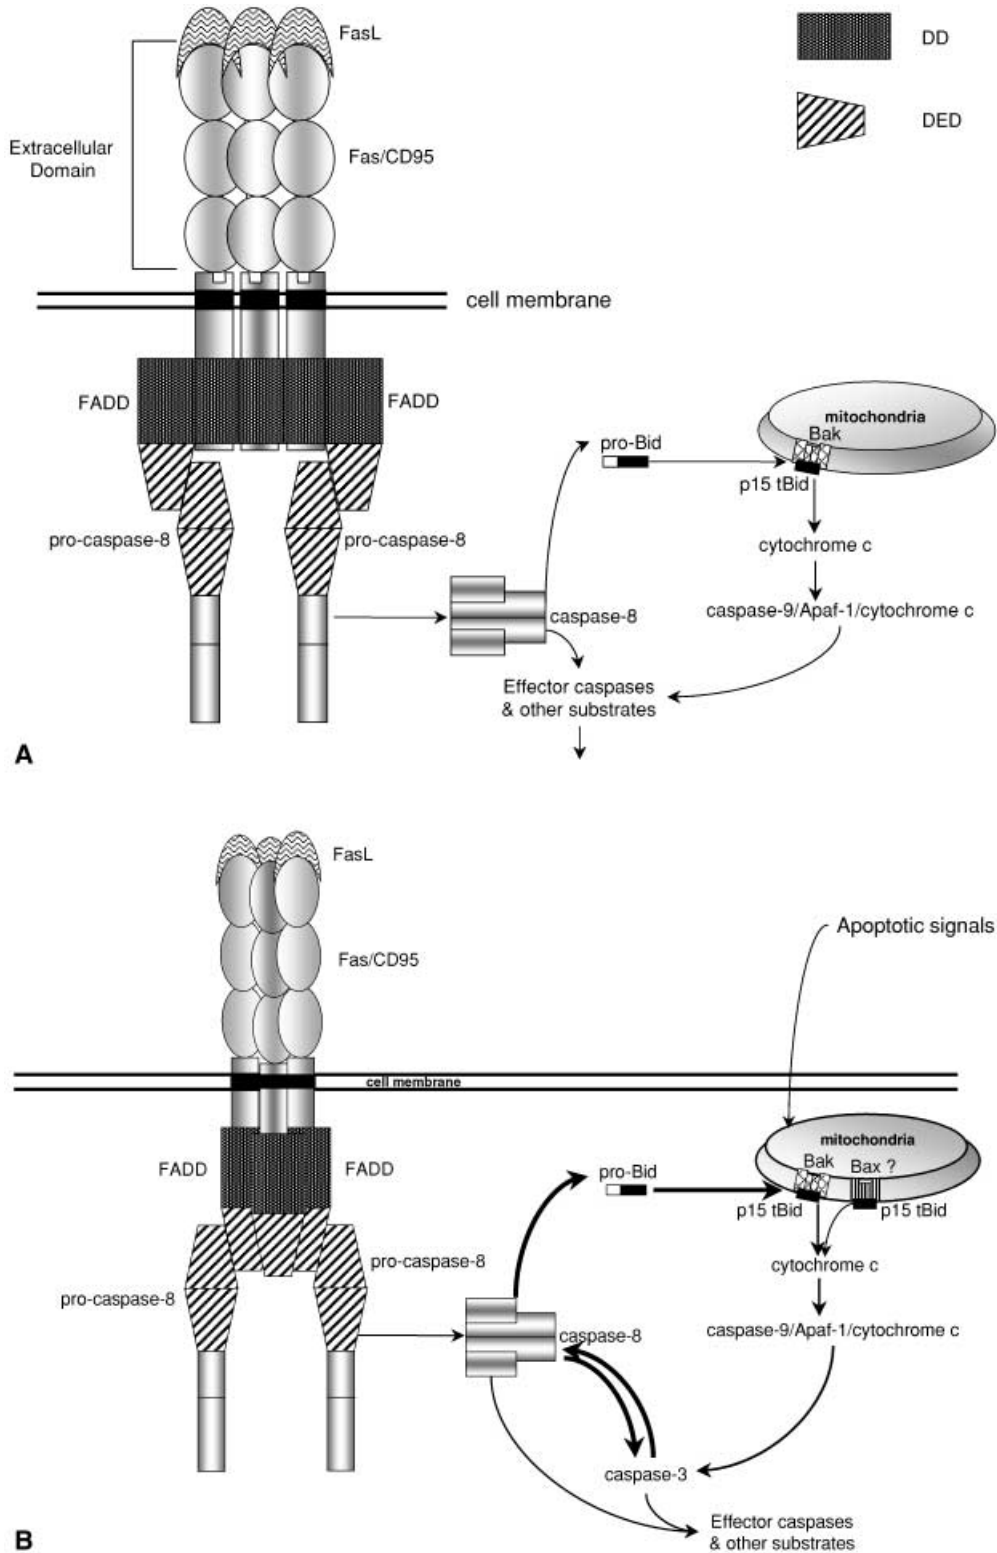 FasL
DD
DED
Extracellular
Domain
Fas/CD95
cell membrane
FADD
FADD
mitochondria
Bak
pro-Bid
p15 tBid
pro-caspase-8
pro-caspase-8
cytochrome c
caspase-9/Apaf-1/cytochrome c
caspase-8
Effector caspases
& other substrates
A
FasL
Apoptotic signals
Fas/CD95
cell membrane
mitochondria
FADD
FADD
Bak
Bax ?
pro-Bid
p15 tBid
p15 tBid
pro-caspase-8
cytochrome c
pro-caspase-8
caspase-8
caspase-9/Apaf-1/cytochrome c
caspase-3
Effector caspases
& other substrates
B